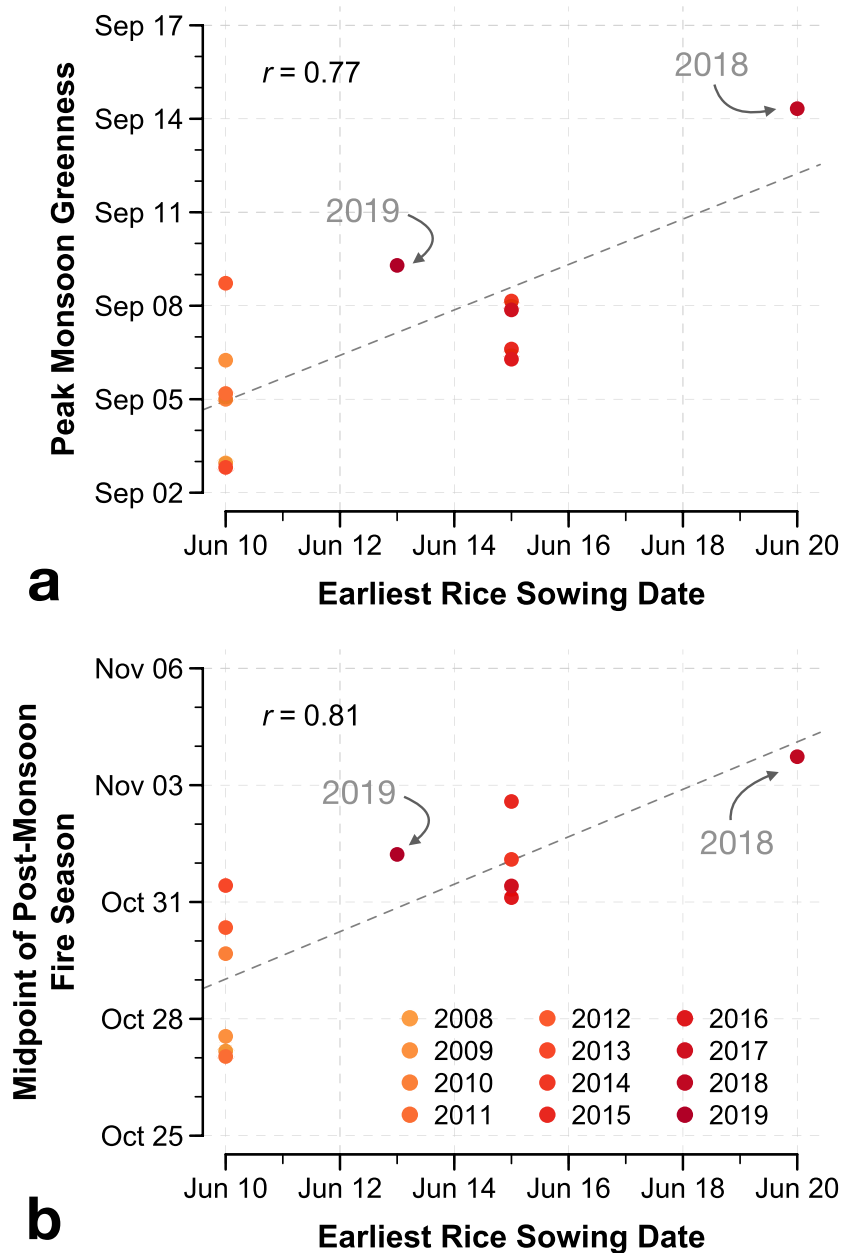 Sep 17
Sep 14
Sep 11
Sep 08
Sep 05
Sep 02
Peak Monsoon Greenness
r = 0.77
2018
2019
Jun 10 Jun 12 Jun 14 Jun 16 Jun 18 Jun 20
Earliest Rice Sowing Date
a
Nov 06
Nov 03
Oct 31
Oct 28
Oct 25
Midpoint of Post-Monsoon
Fire Season
r = 0.81
2019
2018
2008 2012 2016
2009 2013 2017
2010 2014 2018
2011 2015 2019
Jun 10 Jun 12 Jun 14 Jun 16 Jun 18 Jun 20
Earliest Rice Sowing Date
b